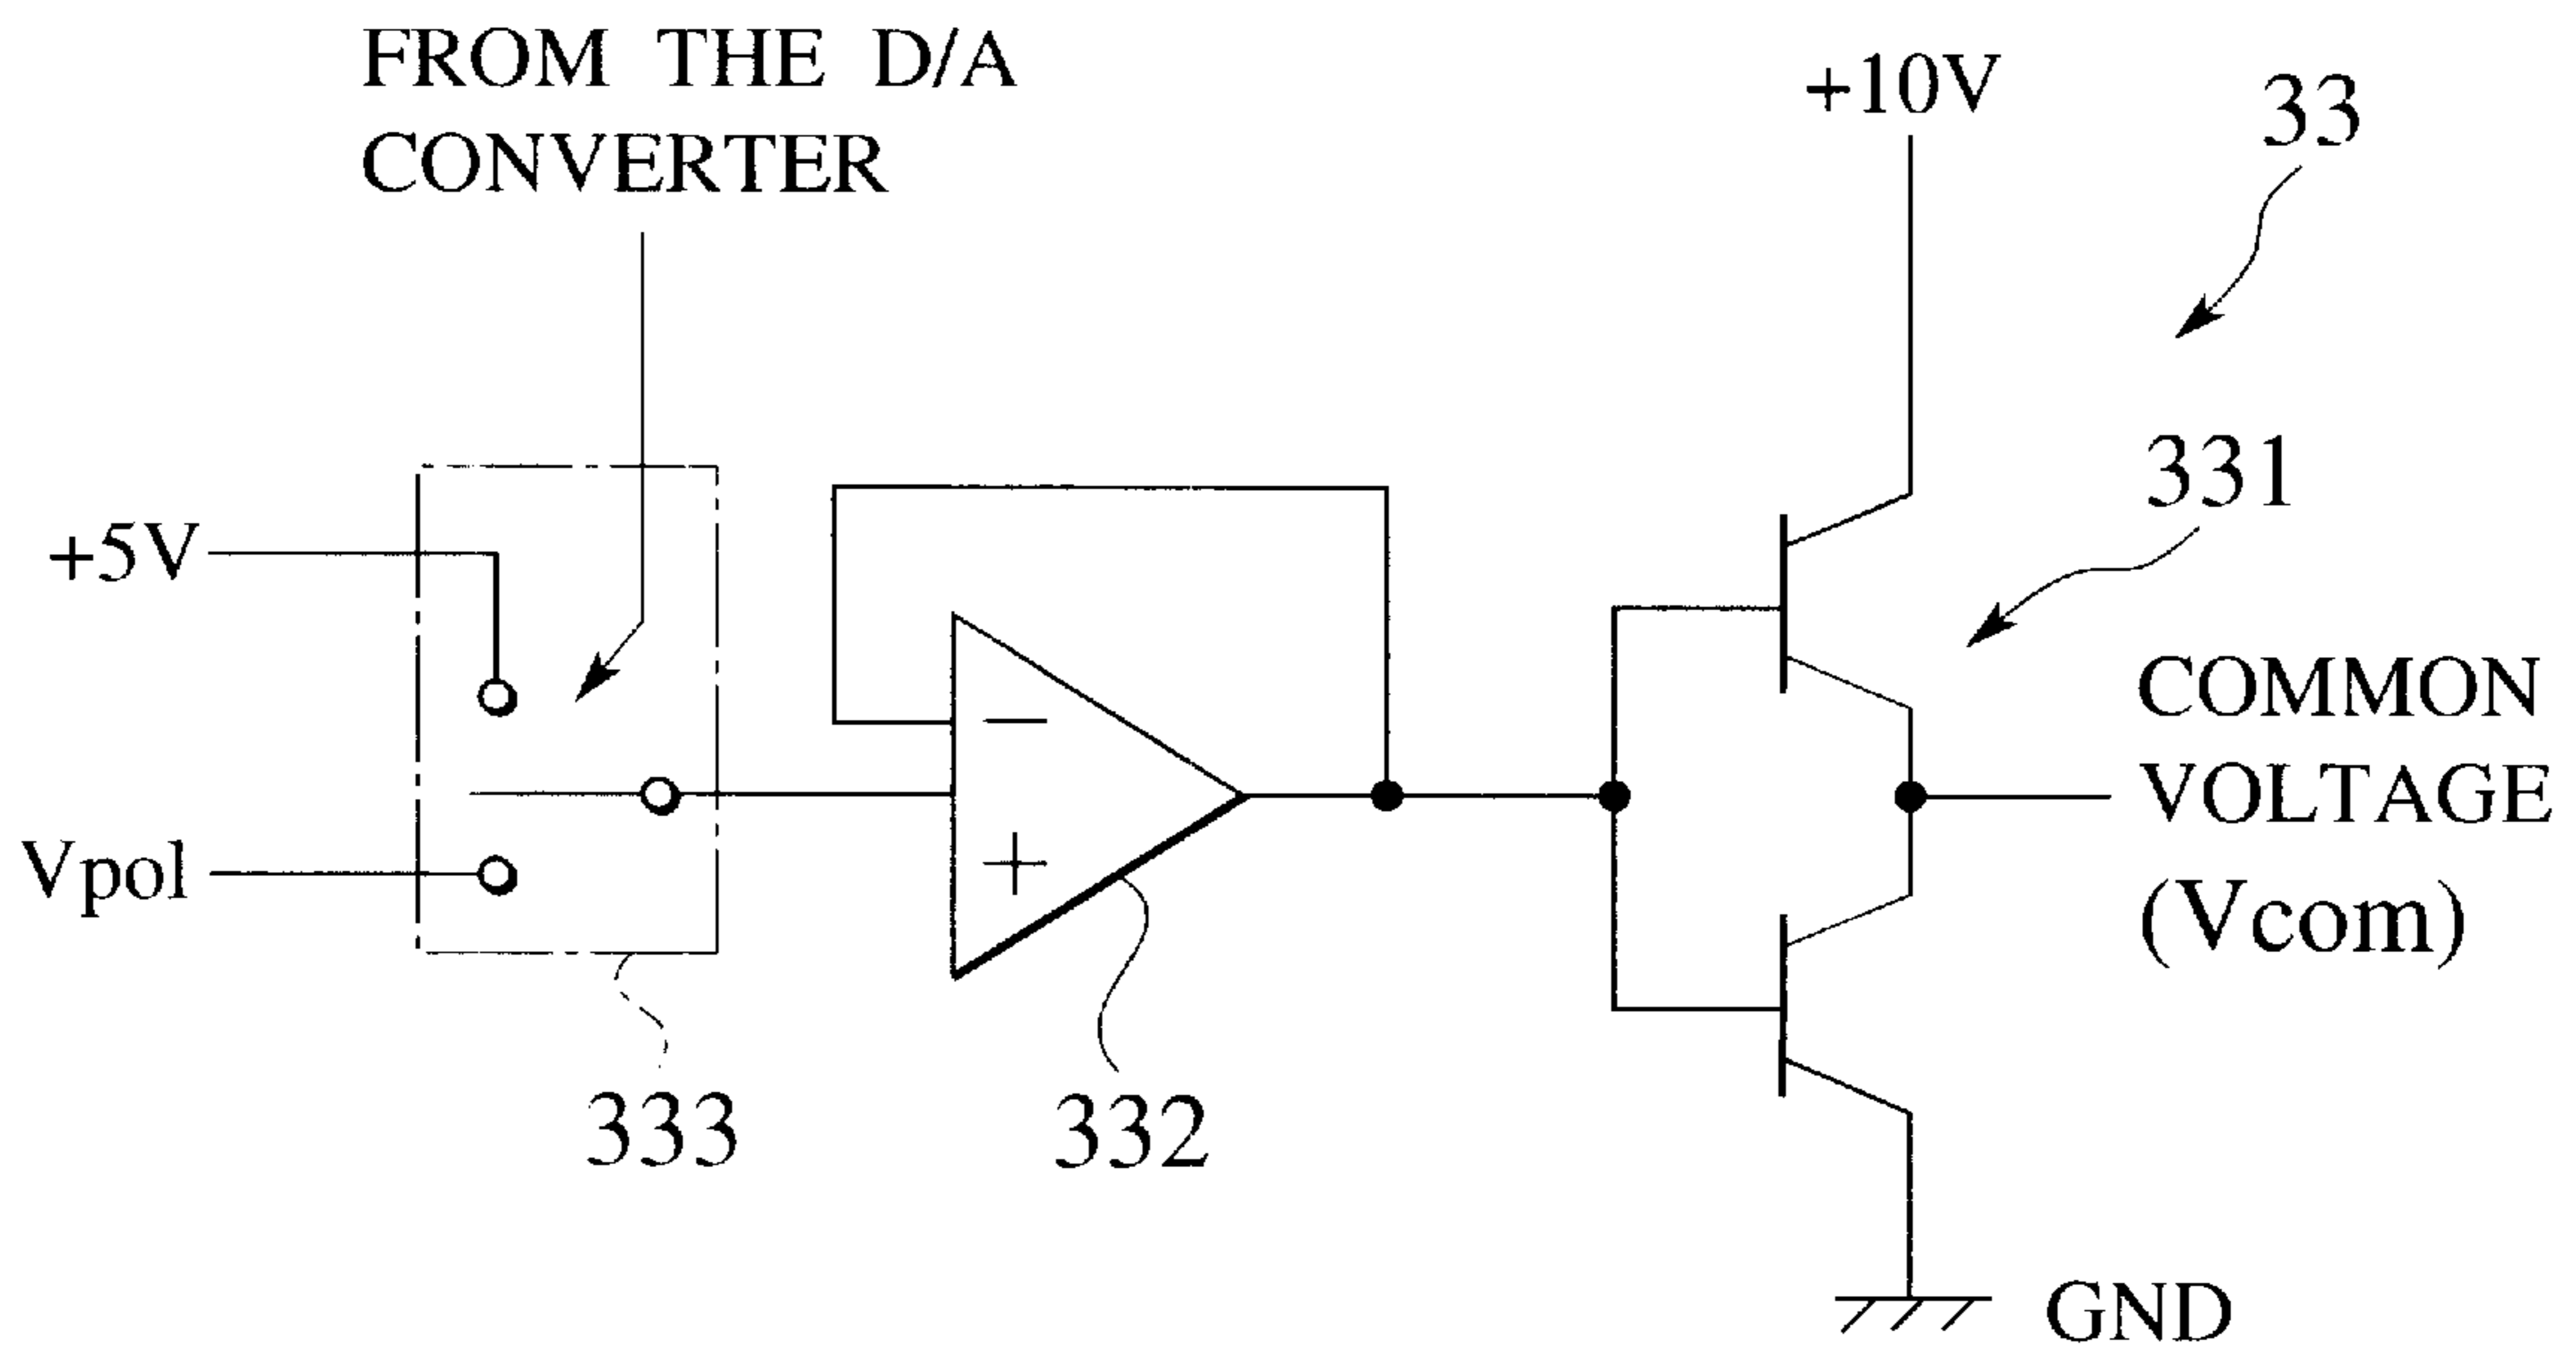 FROM THE D/A
CONVERTER
+10V
33
331
+5V
Vpol
−
+
COMMON
VOLTAGE
(Vcom)
333
332
GND